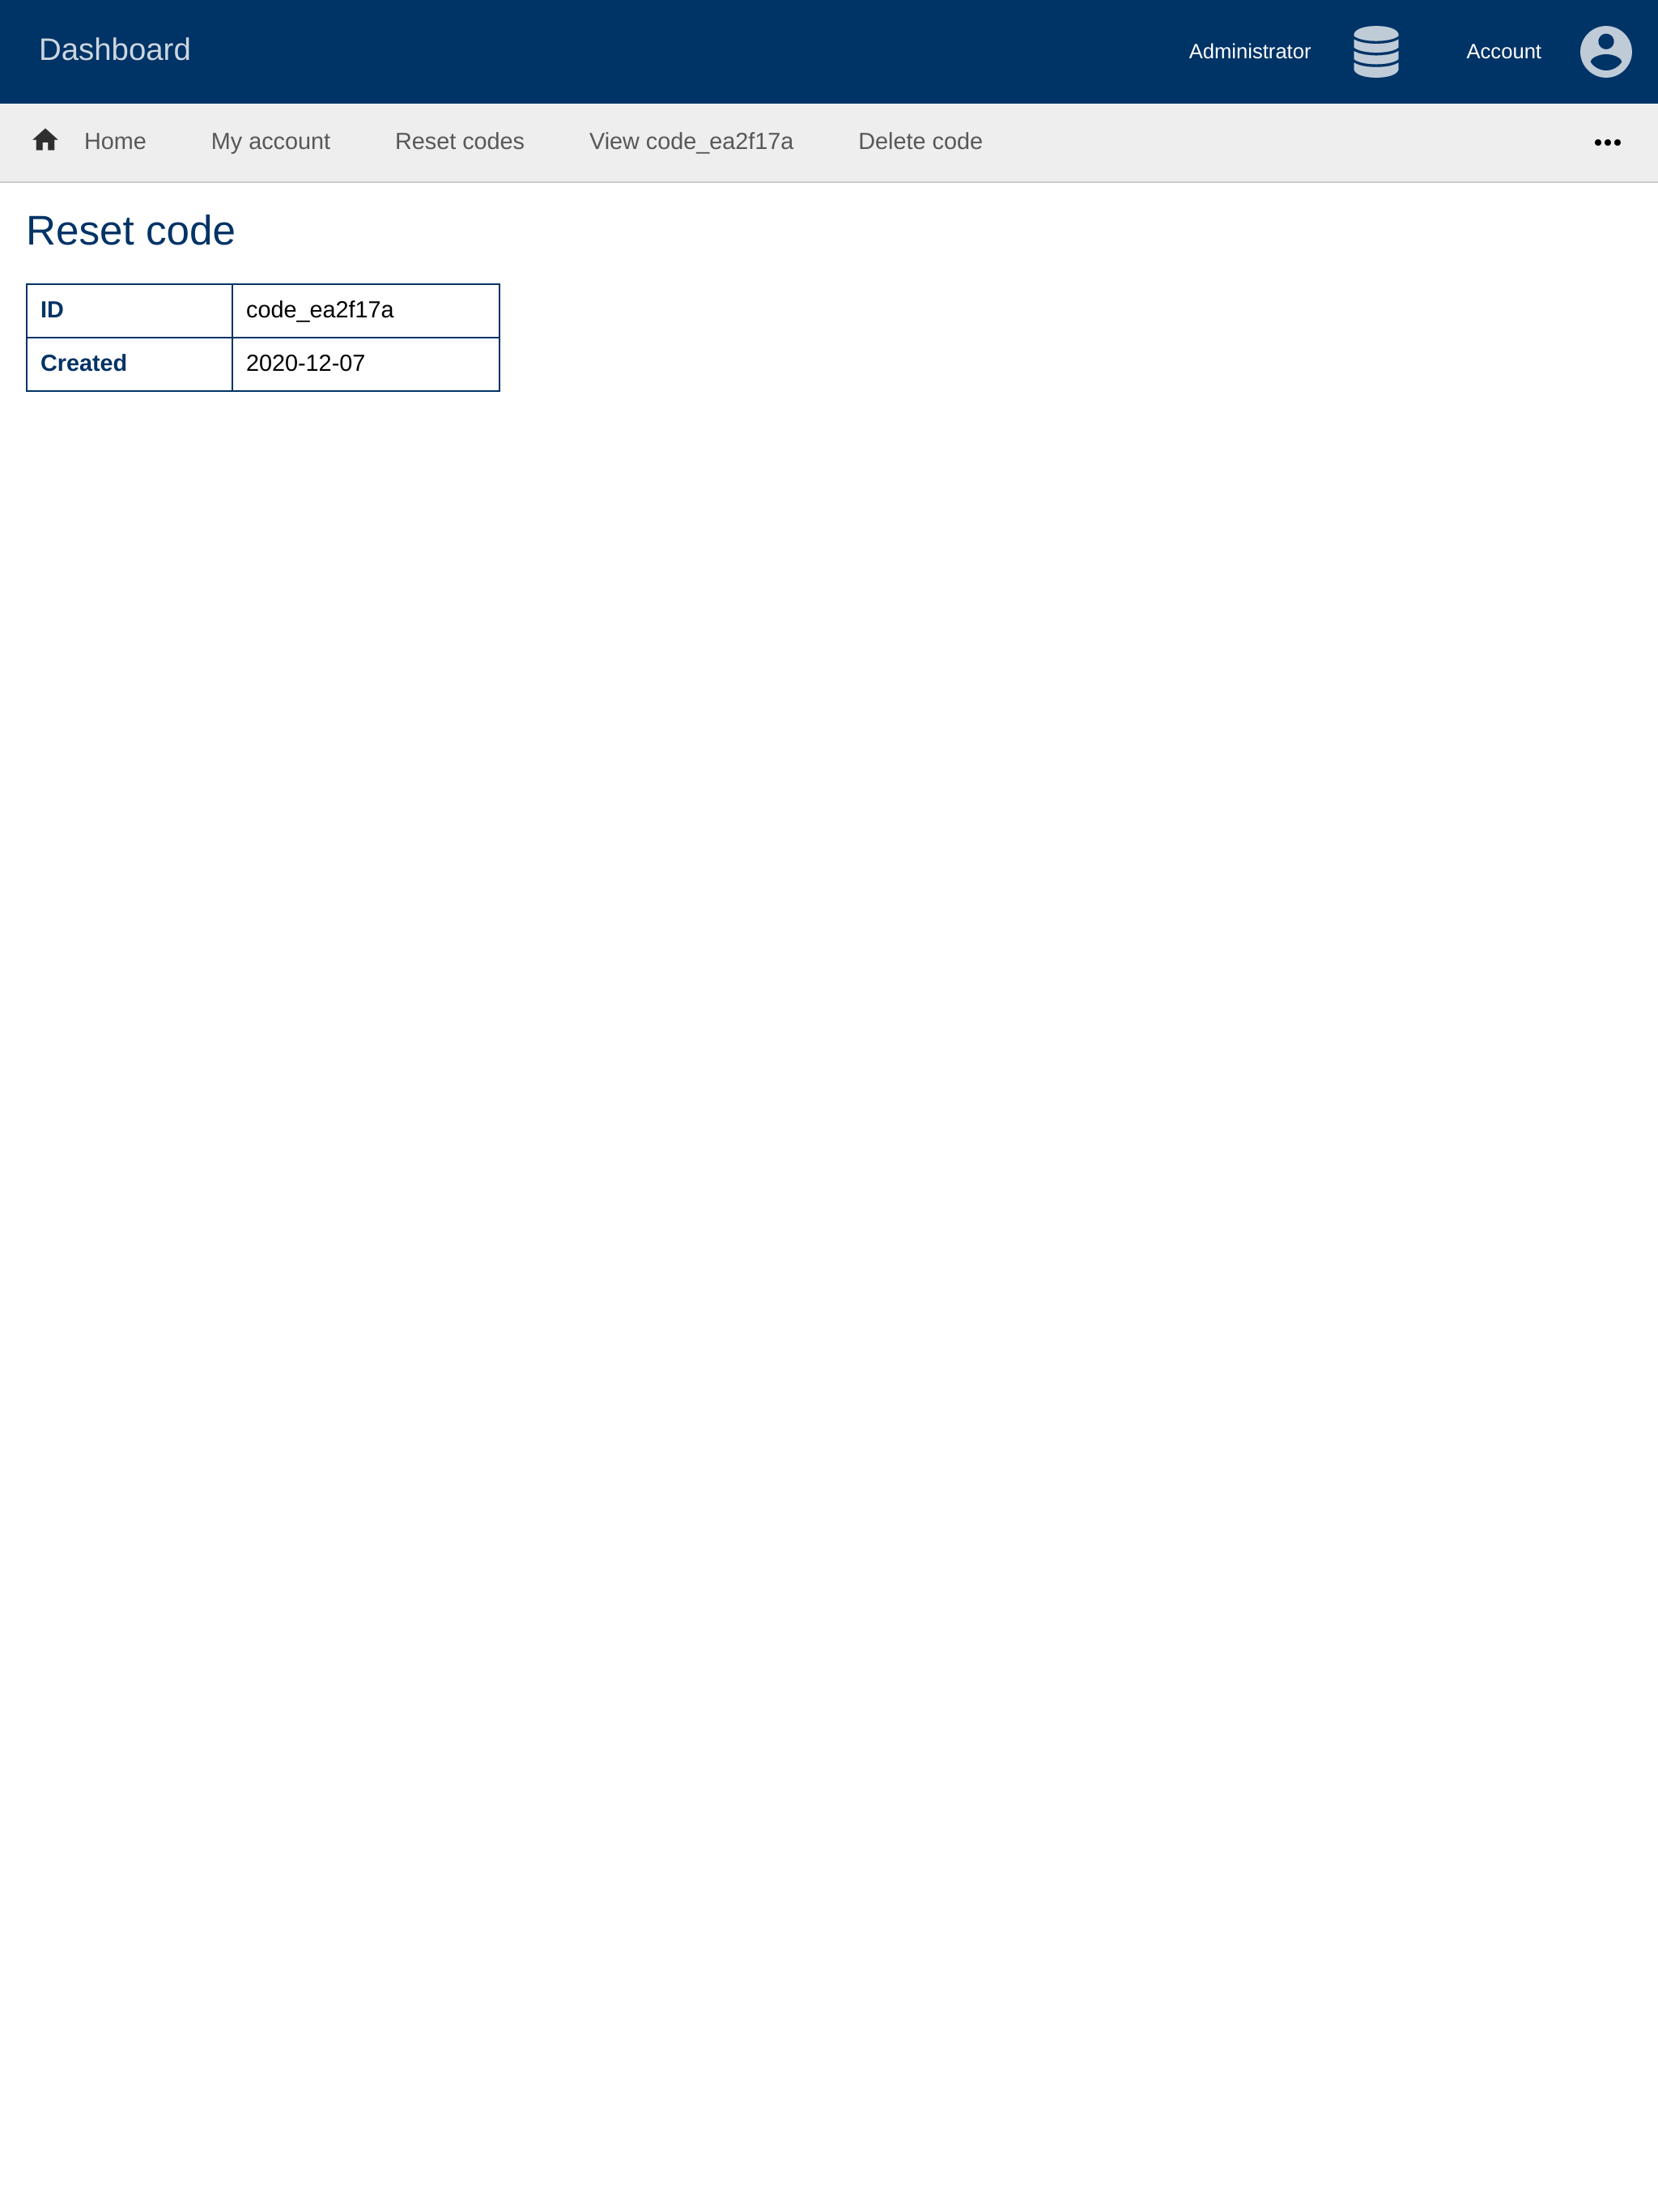 Dashboard Administrator Account
Home My account Reset codes View code_ea2f17a Delete code •••
Reset code
ID code_ea2f17a
Created 2020-12-07